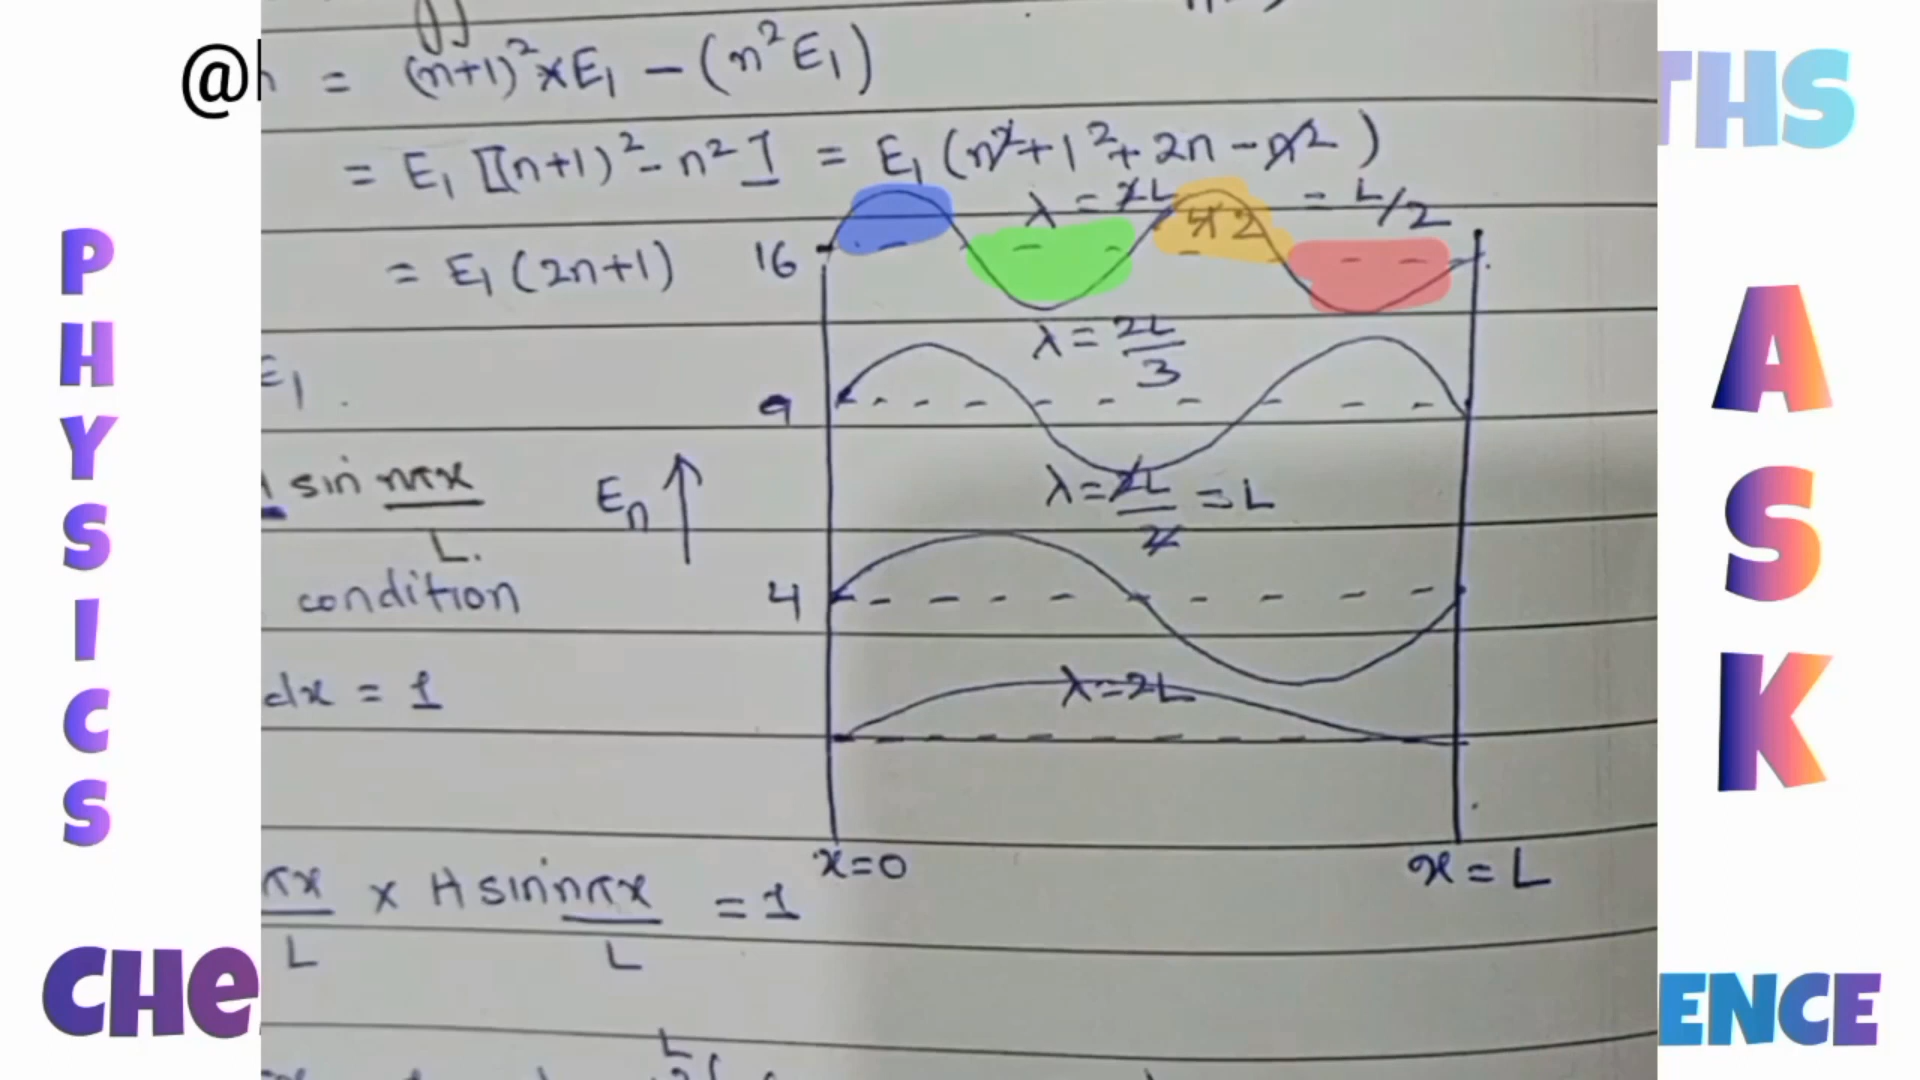 = (n+1)²×E₁ − (n²E₁)
= E₁ [(n+1)² - n²] = E₁ (n²+1²+2n-n²)
λ = 2L/42 = L/2
16
= E₁ (2n+1)
λ = 2L/3
E₁.
9
sin nπx/L.
Eₙ
λ = 2L/2 = L
condition
4
dx = 1
λ=2L
x=0
x = L
πx/L × A sin nπx/L = 1
L
PHYSICS
ASK
THS
CHe
ENCE
@